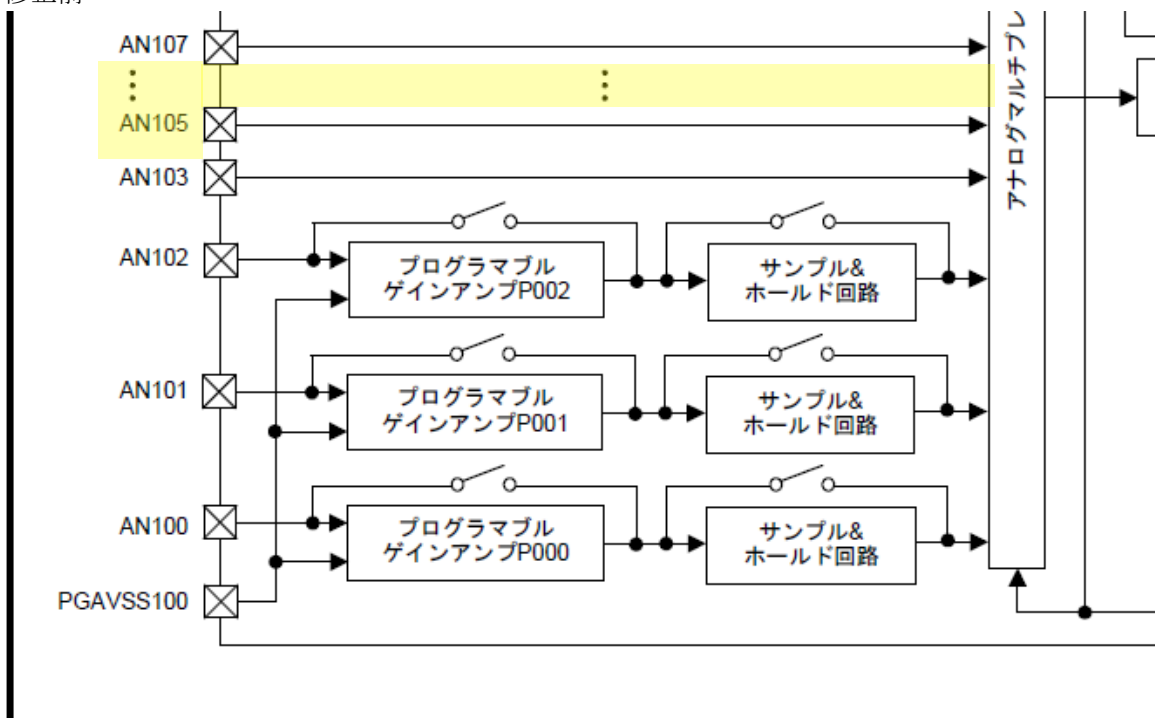 AN107
AN105
AN103
AN102
プログラマブル
ゲインアンプP002
サンプル&
ホールド回路
AN101
プログラマブル
ゲインアンプP001
サンプル&
ホールド回路
AN100
プログラマブル
ゲインアンプP000
サンプル&
ホールド回路
PGAVSS100
アナログマルチプレ